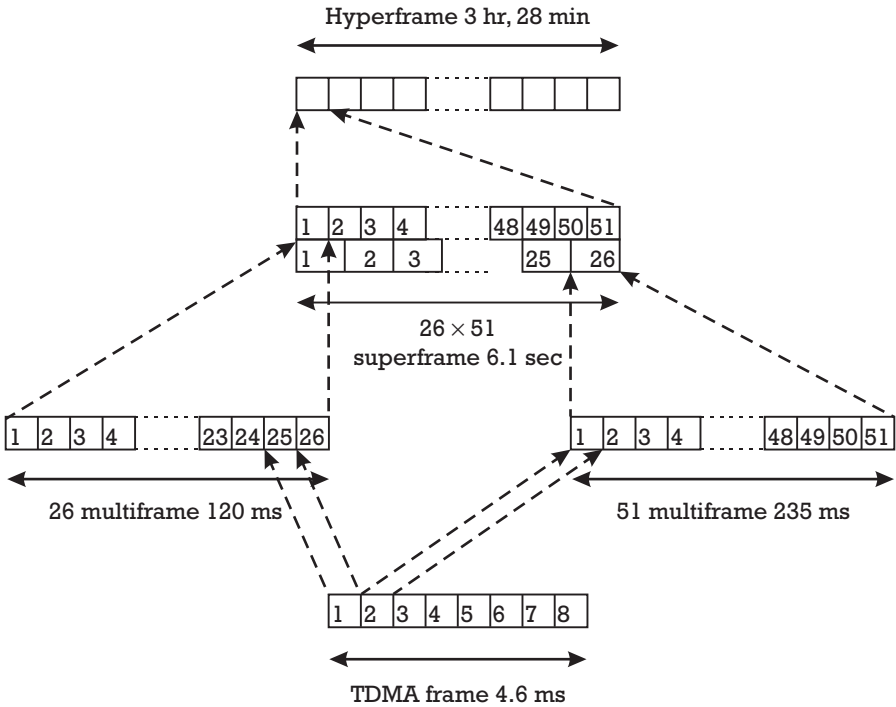 Hyperframe 3 hr, 28 min
1 2 3 4 48 49 50 51
1 2 3 25 26
26 × 51
superframe 6.1 sec
1 2 3 4 23 24 25 26
1 2 3 4 48 49 50 51
26 multiframe 120 ms
51 multiframe 235 ms
1 2 3 4 5 6 7 8
TDMA frame 4.6 ms